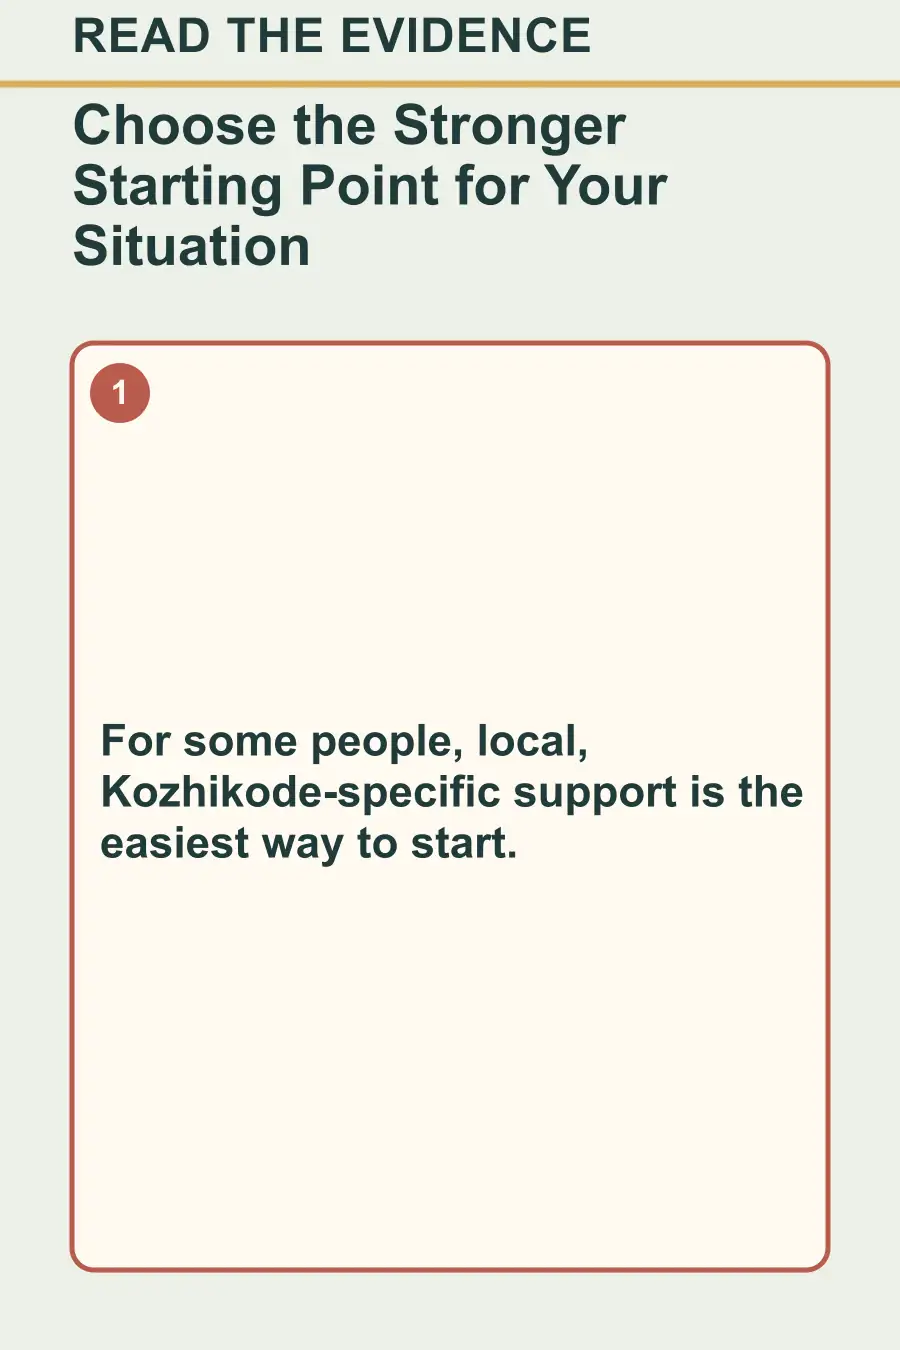 READ THE EVIDENCE
Choose the Stronger
Starting Point for Your
Situation
1
For some people, local,
Kozhikode-specific support is the
easiest way to start.